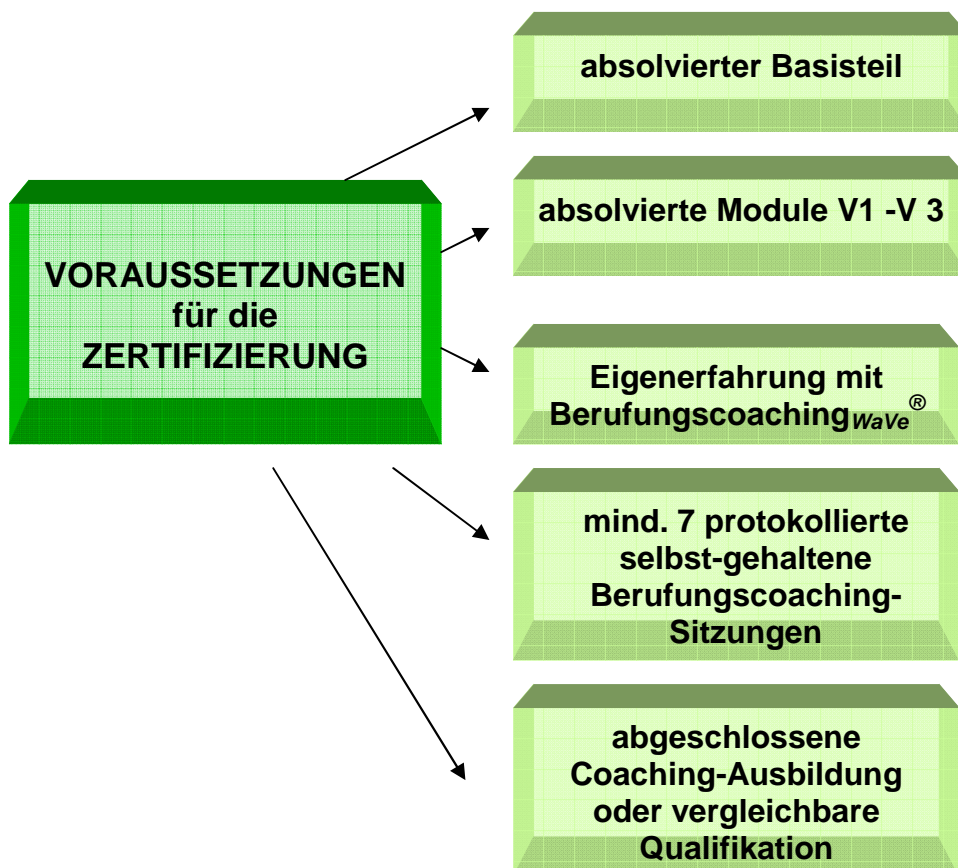 absolvierter Basisteil
absolvierte Module V1 -V 3
VORAUSSETZUNGEN
für die
ZERTIFIZIERUNG
Eigenerfahrung mit
Berufungscoaching WaVe®
mind. 7 protokollierte
selbst-gehaltene
Berufungscoaching-
Sitzungen
abgeschlossene
Coaching-Ausbildung
oder vergleichbare
Qualifikation